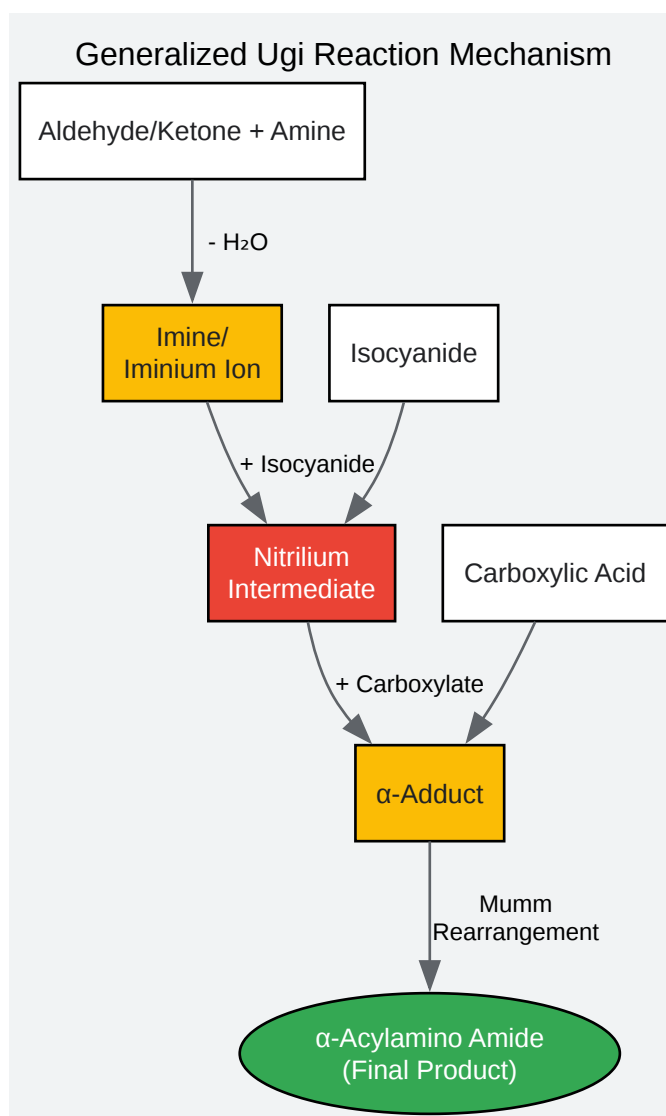 Generalized Ugi Reaction Mechanism
Aldehyde/Ketone + Amine
- H₂O
Imine/
Iminium Ion
Isocyanide
+ Isocyanide
Nitrilium
Intermediate
Carboxylic Acid
+ Carboxylate
α-Adduct
Mumm
Rearrangement
α-Acylamino Amide
(Final Product)